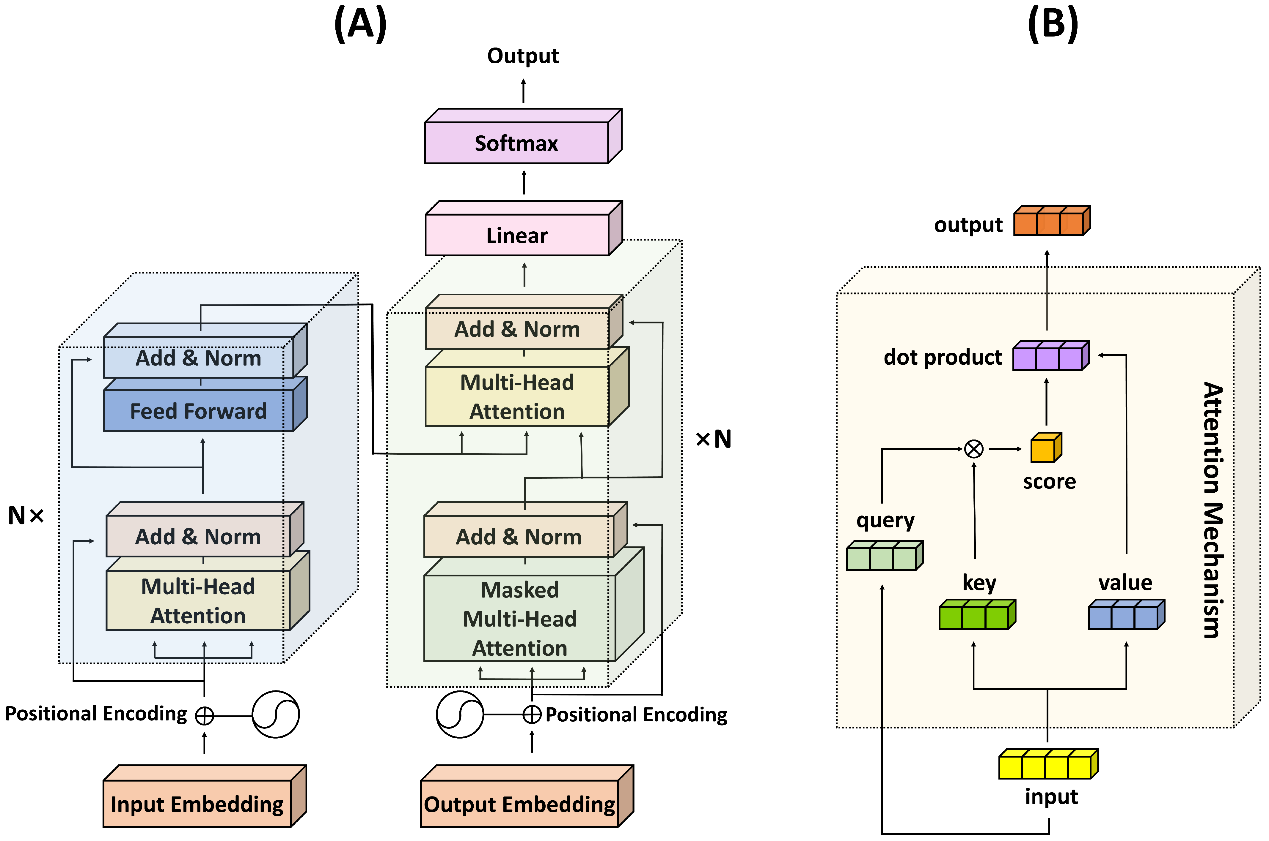 (A)
Output
Softmax
Linear
Add & Norm
Multi-Head
Attention
×N
Add & Norm
Masked
Multi-Head
Attention
Positional Encoding
Output Embedding
Add & Norm
Feed Forward
N×
Add & Norm
Multi-Head
Attention
Positional Encoding
Input Embedding
(B)
output
dot product
score
query
key
value
Attention Mechanism
input